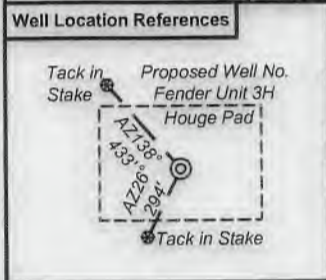 Well Location References
Tack in
Stake
Proposed Well No.
Fender Unit 3H
Houge Pad
AZ138°
433'
AZ26°
294'
Tack in Stake